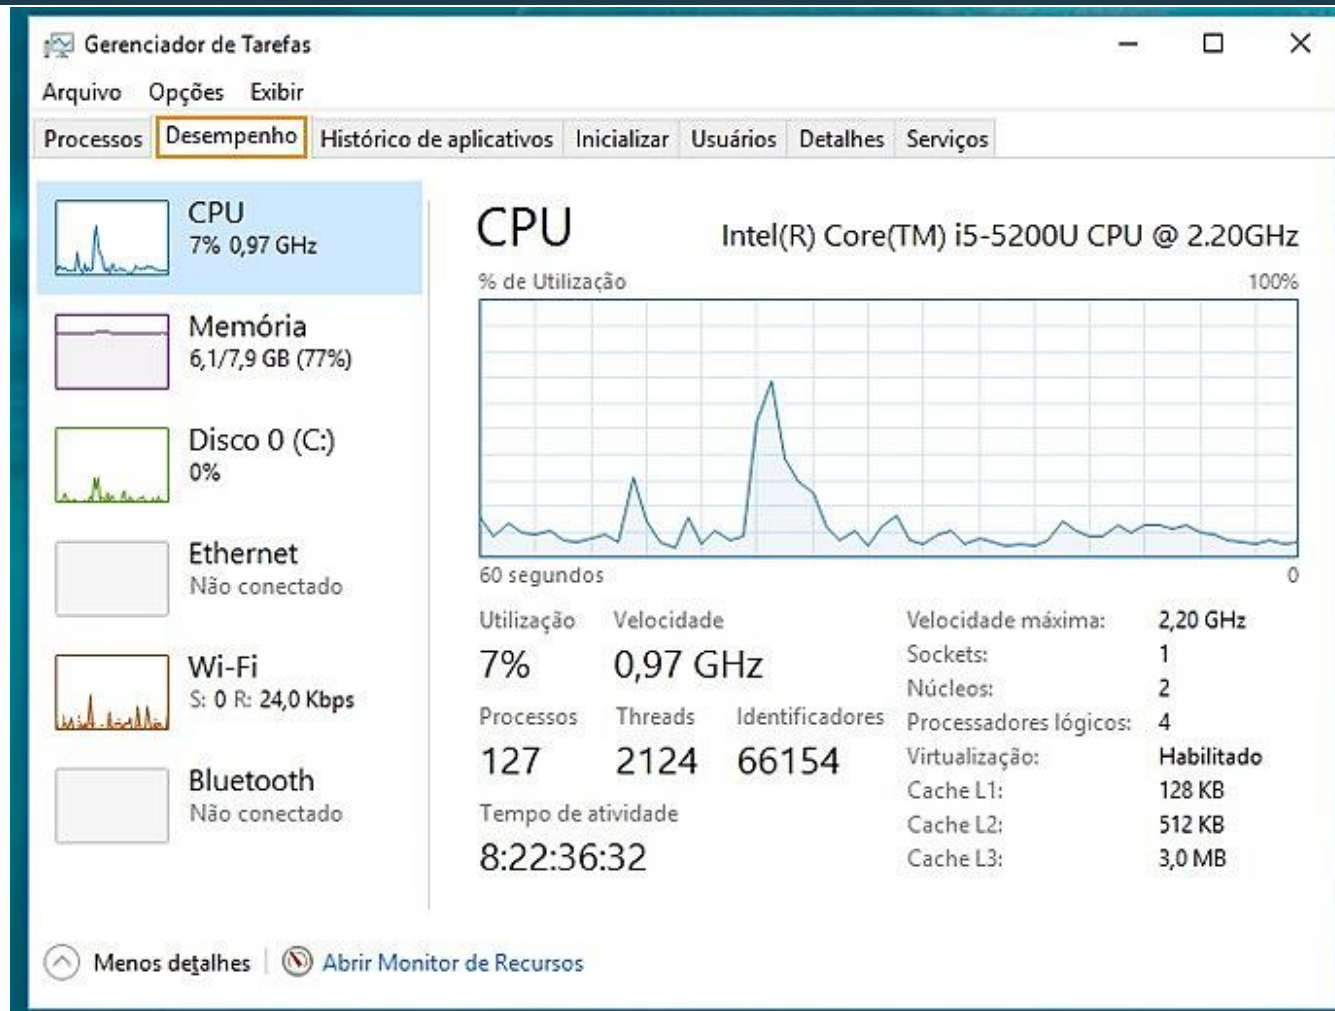 Gerenciador de Tarefas
Arquivo Opções Exibir
Processos Desempenho Histórico de aplicativos Inicializar Usuários Detalhes Serviços
CPU
7% 0,97 GHz
Memória
6,1/7,9 GB (77%)
Disco 0 (C:)
0%
Ethernet
Não conectado
Wi-Fi
S: 0 R: 24,0 Kbps
Bluetooth
Não conectado
CPU Intel(R) Core(TM) i5-5200U CPU @ 2.20GHz
% de Utilização 100%
60 segundos 0
Utilização Velocidade
7% 0,97 GHz
Processos Threads Identificadores
127 2124 66154
Tempo de atividade
8:22:36:32
Velocidade máxima: 2,20 GHz
Sockets: 1
Núcleos: 2
Processadores lógicos: 4
Virtualização: Habilitado
Cache L1: 128 KB
Cache L2: 512 KB
Cache L3: 3,0 MB
Menos detalhes Abrir Monitor de Recursos